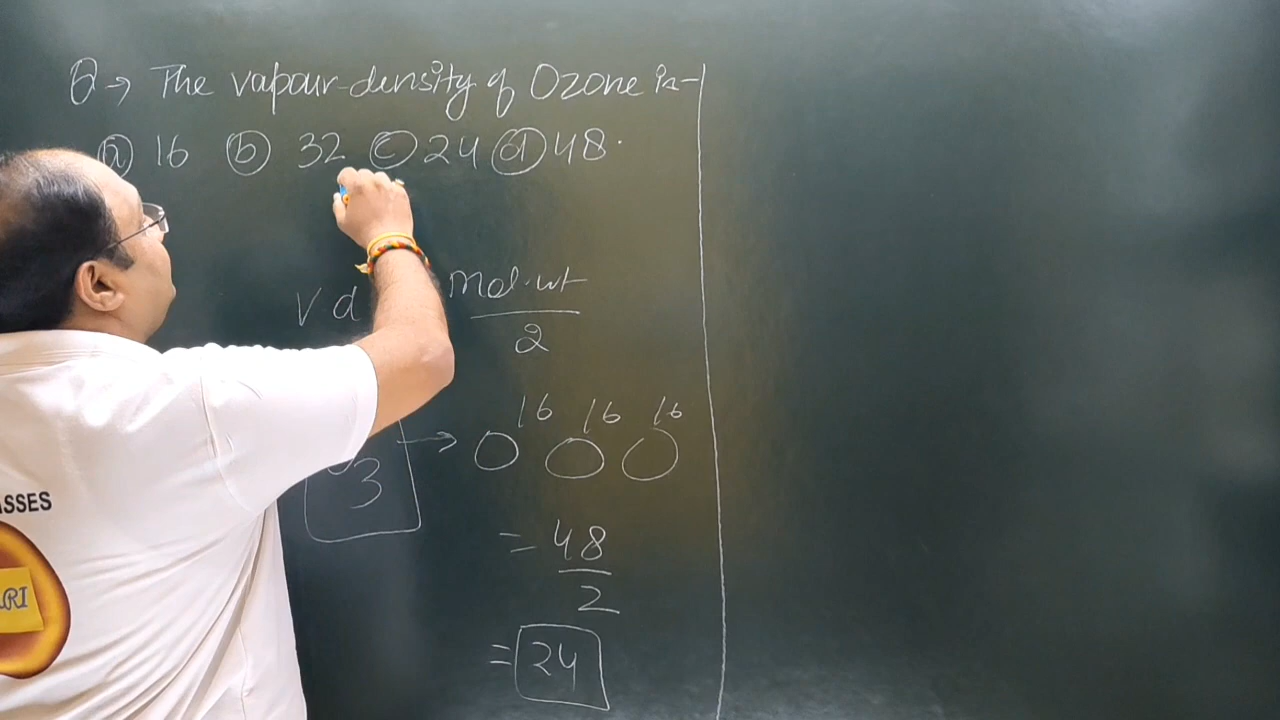 Q → The vapour density of Ozone is-
(a) 16 (b) 32 (c) 24 (d) 48.
V d Mol. wt
2
16 16 16
3 → O O O
= 48
2
= 24